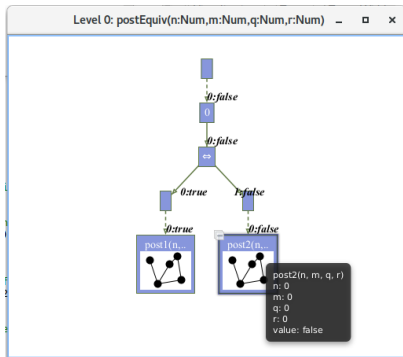 Level 0: postEquiv(n:Num,m:Num,q:Num,r:Num)
0:false
()
0:false
⇔
0:true 1:false
0:true 0:false
post1(n,.. post2(n,..
post2(n, m, q, r)
n: 0
m: 0
q: 0
r: 0
value: false